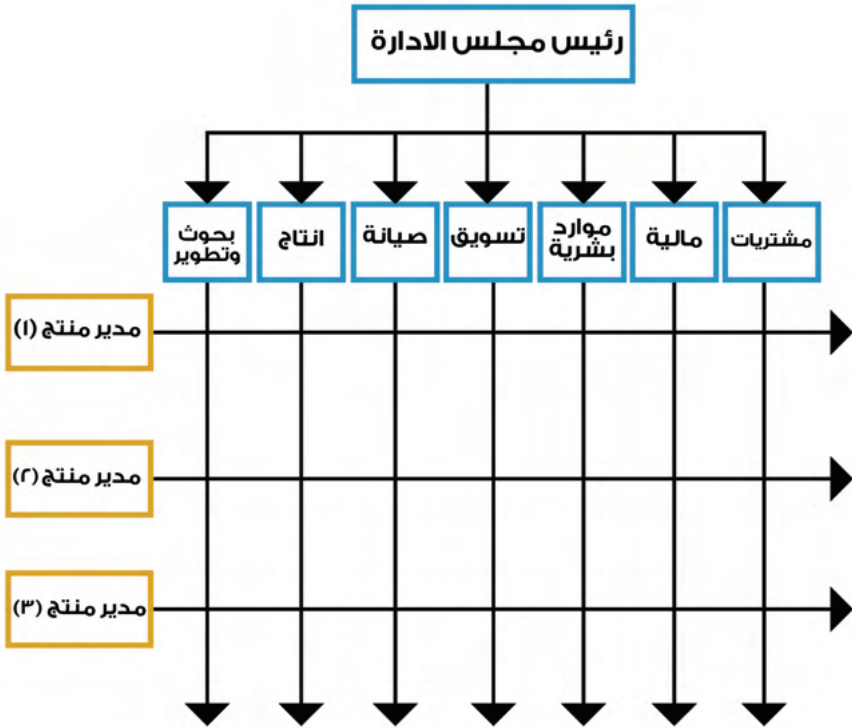 رئيس مجلس الادارة
مشتريات
مالية
موارد
بشرية
تسويق
صيانة
انتاج
بحوث
وتطوير
مدير منتج (١)
مدير منتج (٢)
مدير منتج (٣)